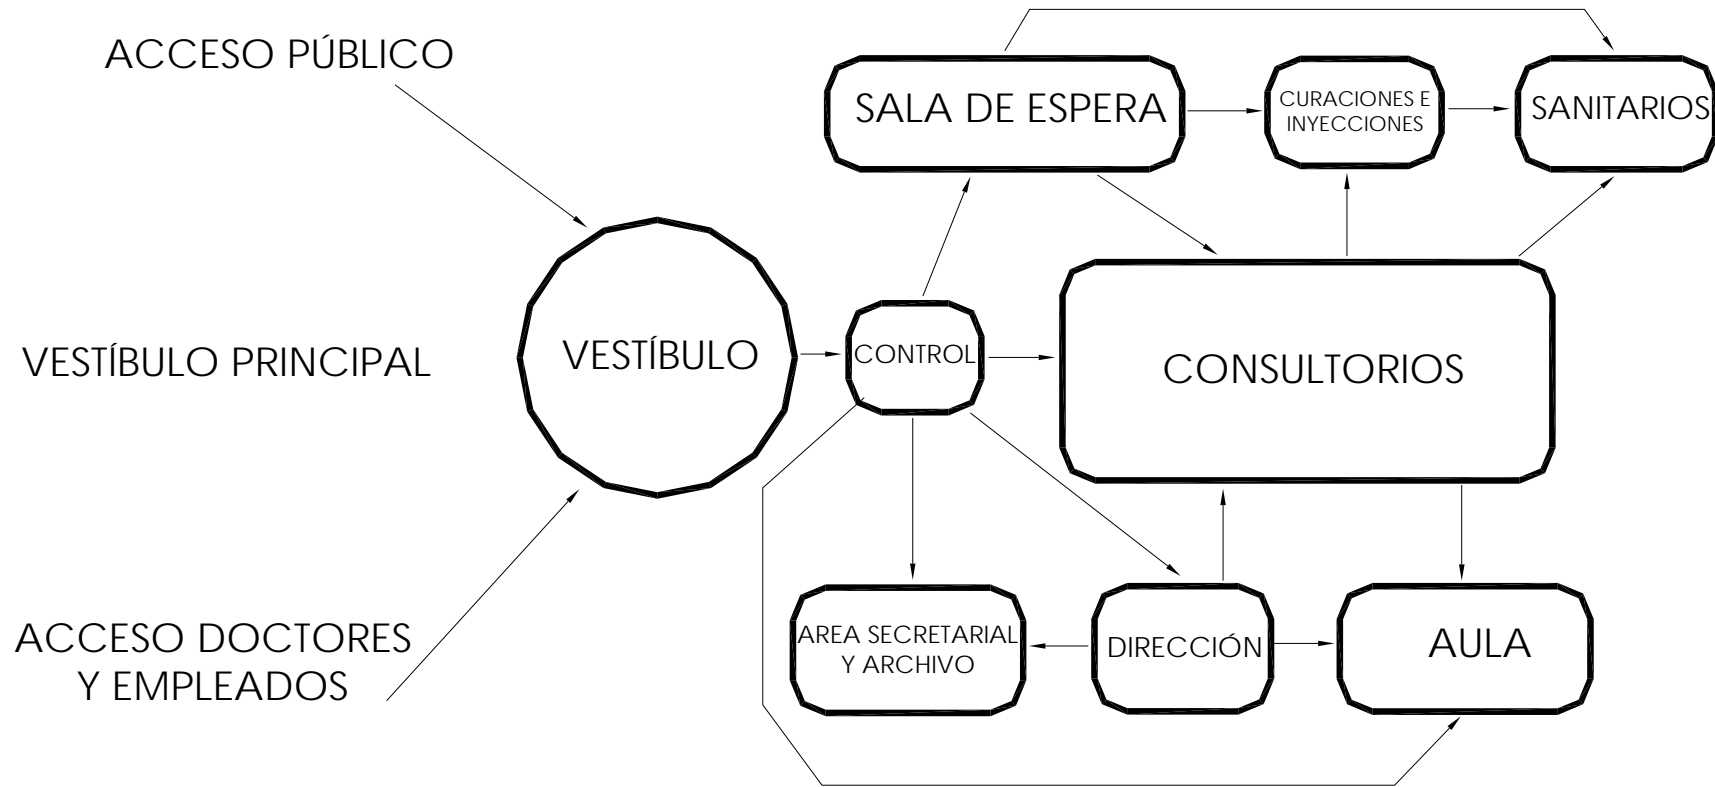 ACCESO PÚBLICO
SALA DE ESPERA
CURACIONES E
INYECCIONES
SANITARIOS
VESTÍBULO PRINCIPAL
VESTÍBULO
CONTROL
CONSULTORIOS
ACCESO DOCTORES
Y EMPLEADOS
AREA SECRETARIAL
Y ARCHIVO
DIRECCIÓN
AULA